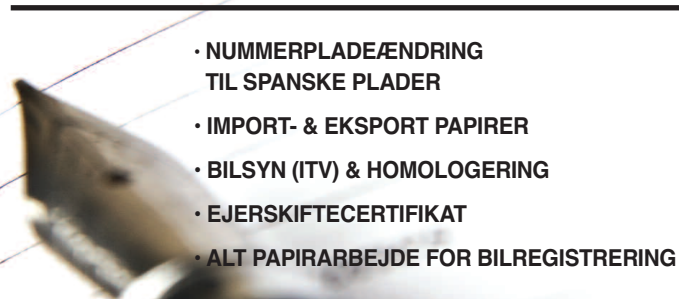 · NUMMERPLADEÆNDRING
TIL SPANSKE PLADER
· IMPORT- & EKSPORT PAPIRER
· BILSYN (ITV) & HOMOLOGERING
· EJERSKIFTECERTIFIKAT
· ALT PAPIRARBEJDE FOR BILREGISTRERING